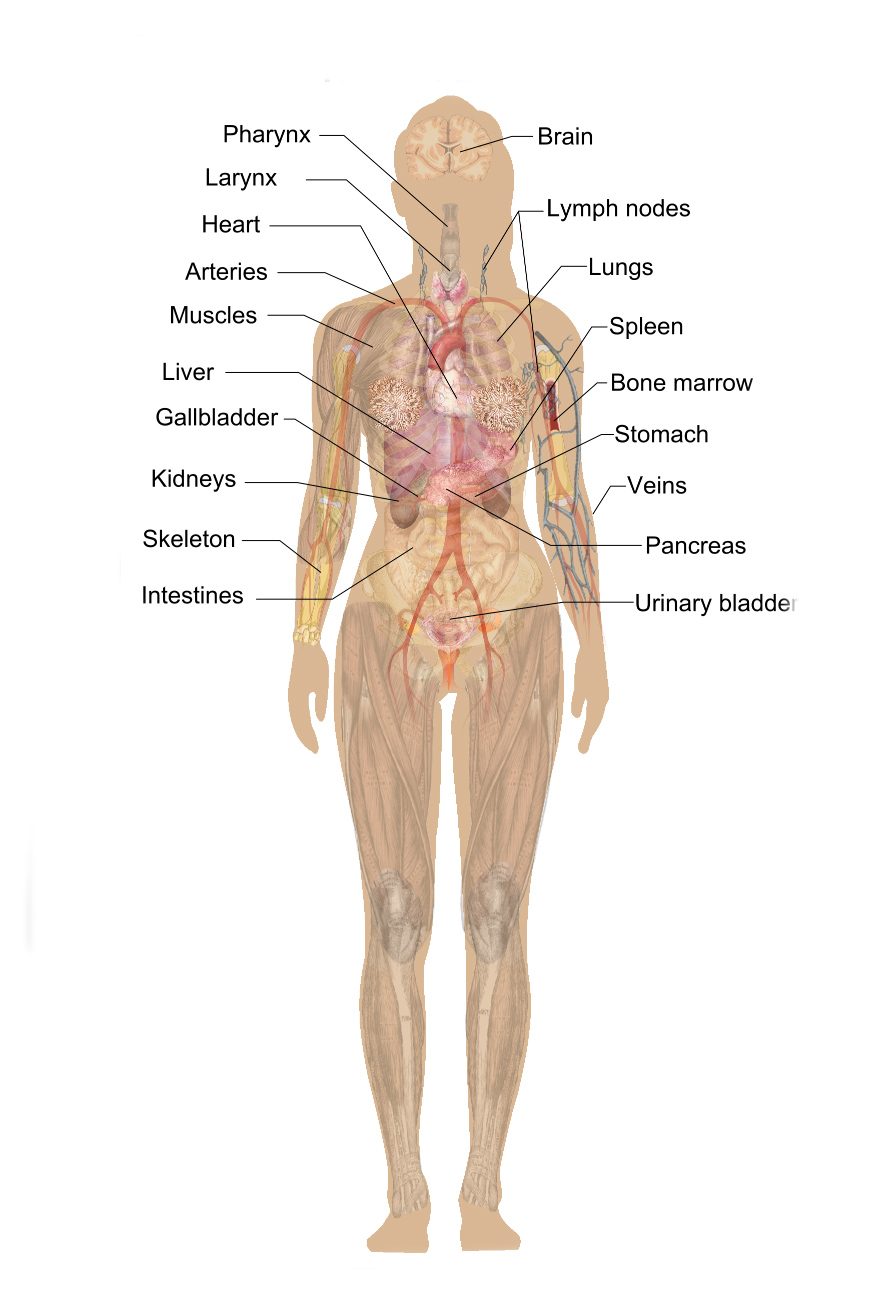 Pharynx
Larynx
Heart
Arteries
Muscles
Liver
Gallbladder
Kidneys
Skeleton
Intestines
Brain
Lymph nodes
Lungs
Spleen
Bone marrow
Stomach
Veins
Pancreas
Urinary bladder